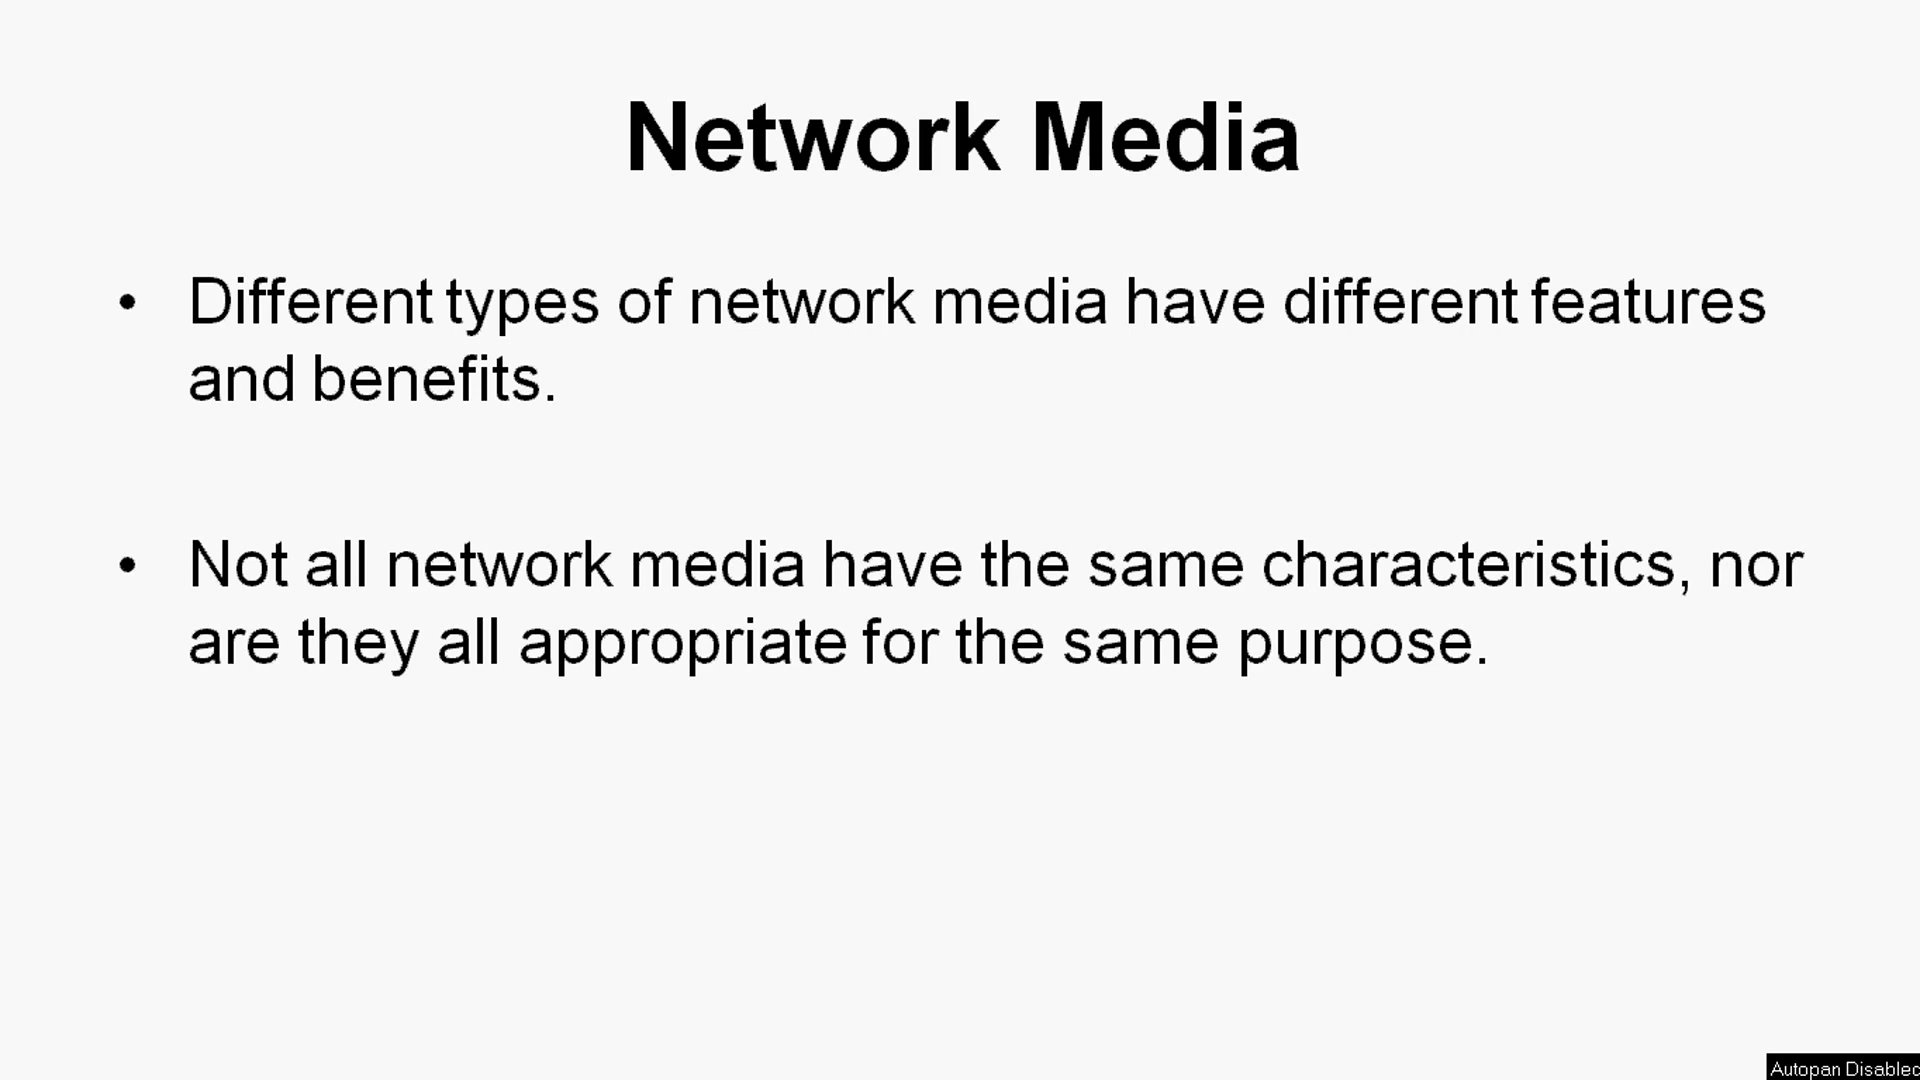 Network Media
• Different types of network media have different features
and benefits.
• Not all network media have the same characteristics, nor
are they all appropriate for the same purpose.
Autopan Disabled